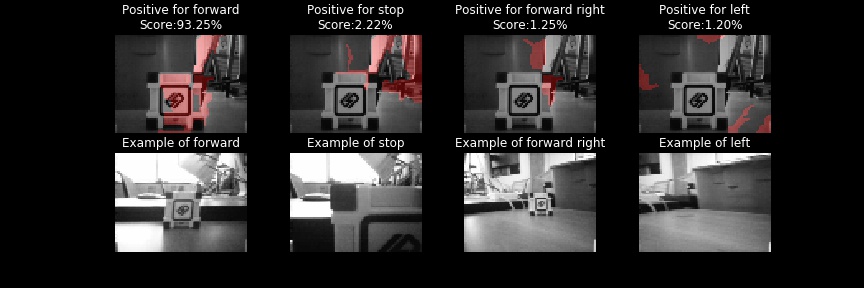 Positive for forward
Score:93.25%
Positive for stop
Score:2.22%
Positive for forward right
Score:1.25%
Positive for left
Score:1.20%
Example of forward
Example of stop
Example of forward right
Example of left